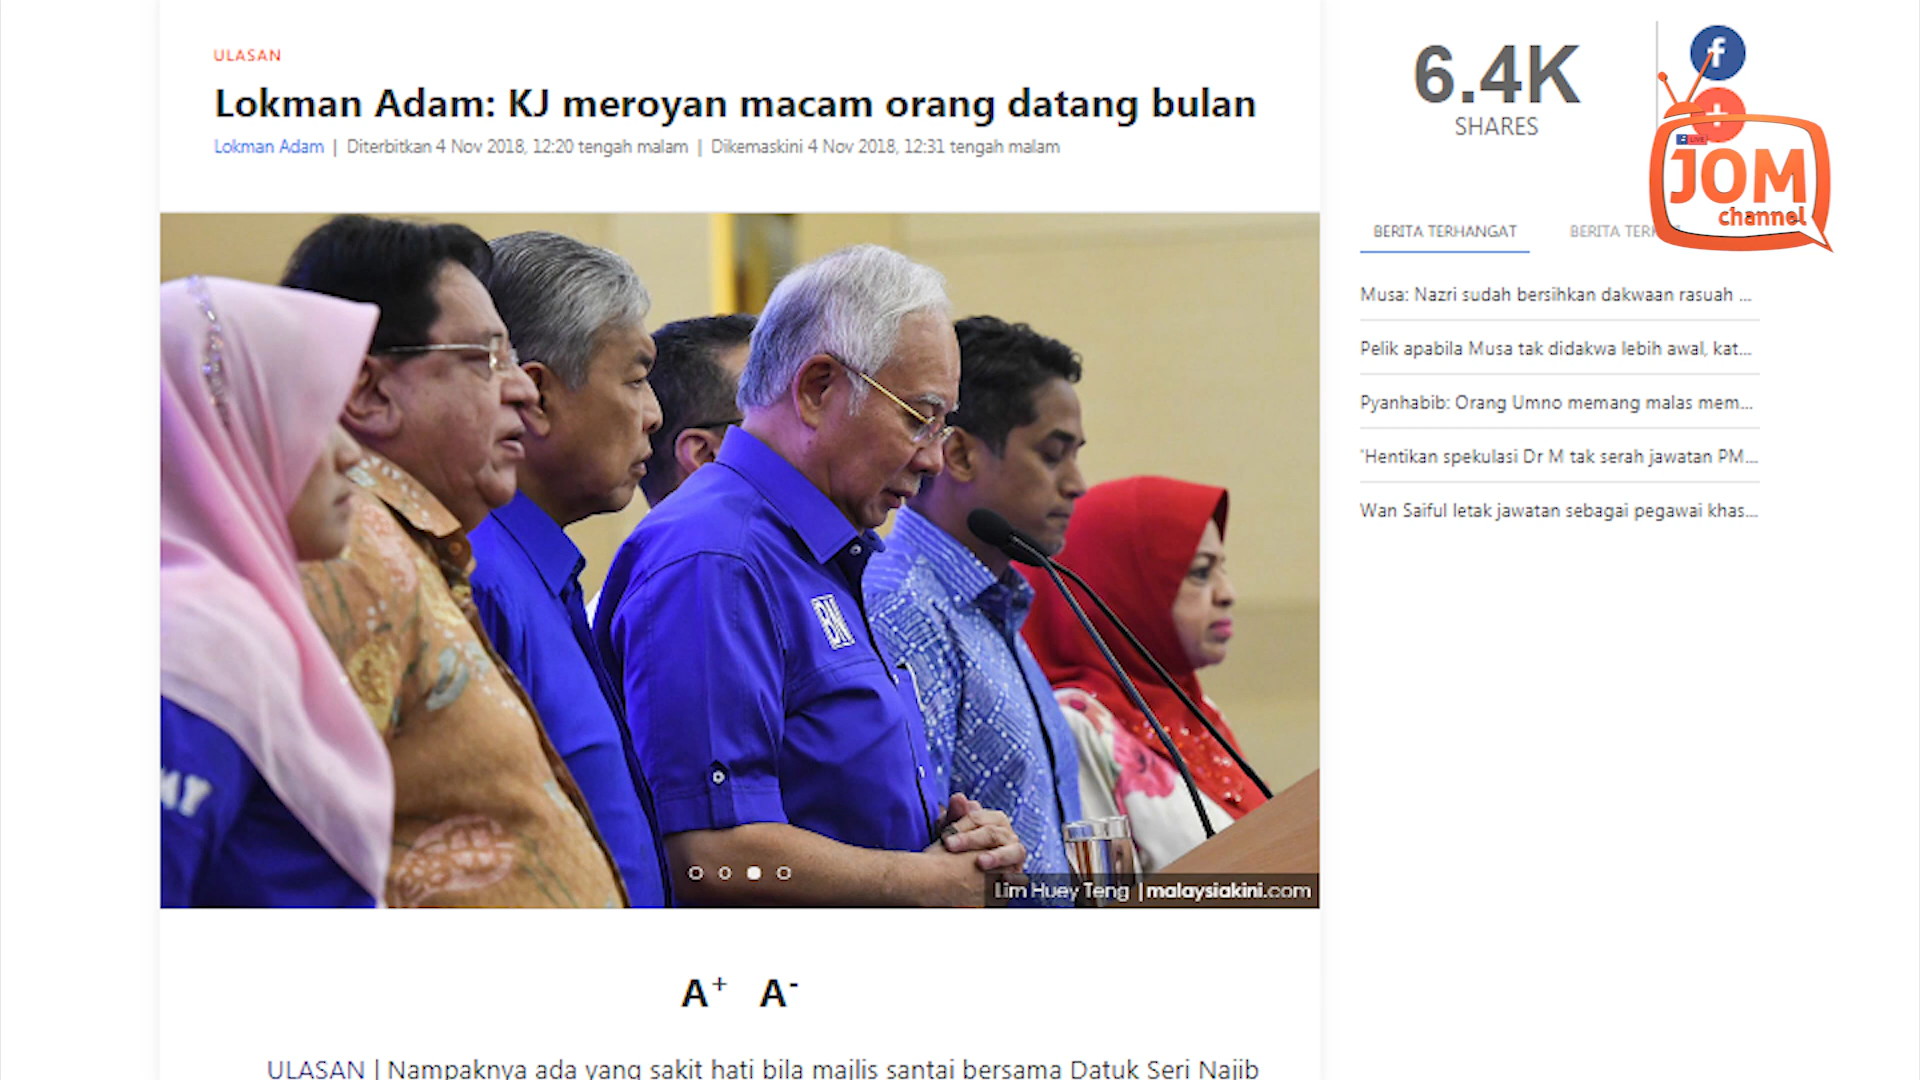 ULASAN
Lokman Adam: KJ meroyan macam orang datang bulan
Lokman Adam | Diterbitkan 4 Nov 2018, 12:20 tengah malam | Dikemaskini 4 Nov 2018, 12:31 tengah malam
6.4K
SHARES
f
LIVE
JOM
channel
BERITA TERHANGAT
BERITA
Musa: Nazri sudah bersihkan dakwaan rasuah ...
Pelik apabila Musa tak didakwa lebih awal, kat...
Pyanhabib: Orang Umno memang malas mem...
'Hentikan spekulasi Dr M tak serah jawatan PM...
Wan Saiful letak jawatan sebagai pegawai khas...
BN
Lim Huey Teng | malaysiakini.com
A+ A-
ULASAN | Nampaknya ada yang sakit hati bila majlis santai bersama Datuk Seri Najib